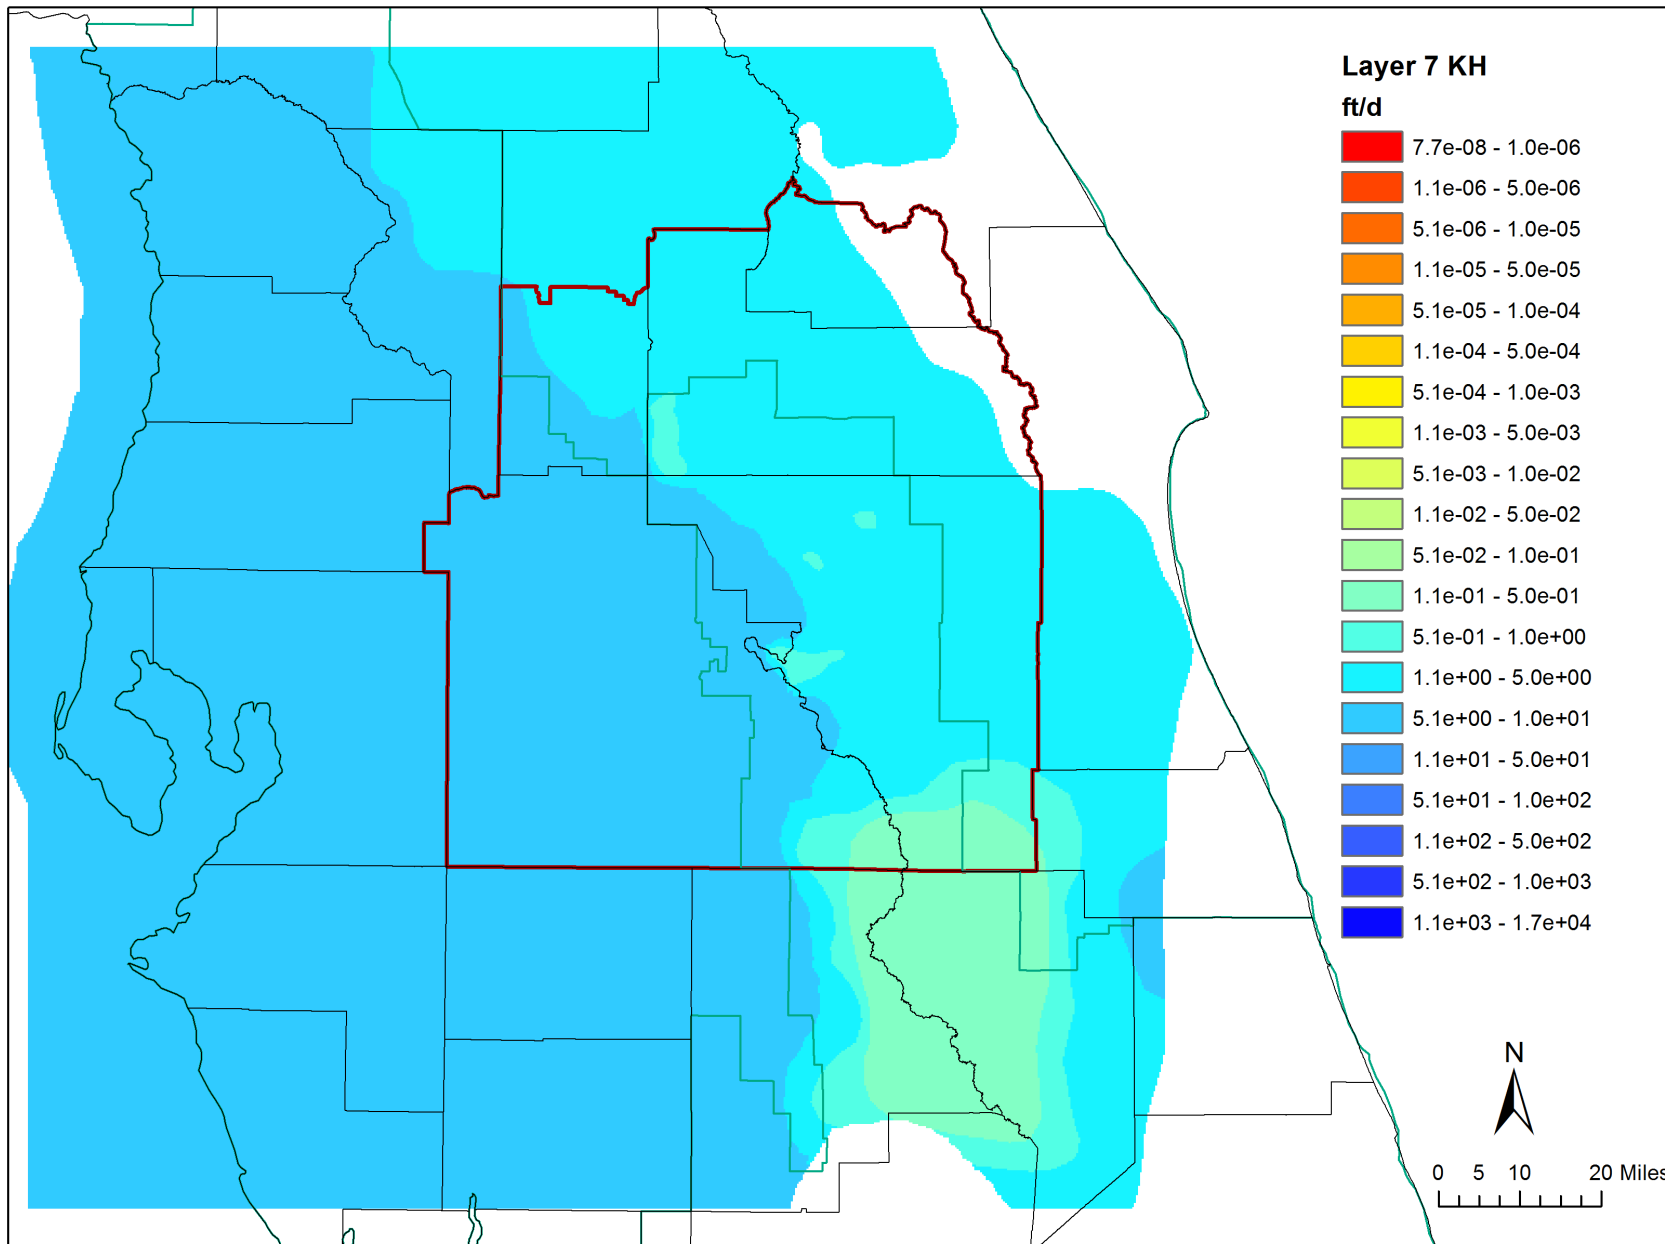 Layer 7 KH
ft/d
7.7e-08 - 1.0e-06
1.1e-06 - 5.0e-06
5.1e-06 - 1.0e-05
1.1e-05 - 5.0e-05
5.1e-05 - 1.0e-04
1.1e-04 - 5.0e-04
5.1e-04 - 1.0e-03
1.1e-03 - 5.0e-03
5.1e-03 - 1.0e-02
1.1e-02 - 5.0e-02
5.1e-02 - 1.0e-01
1.1e-01 - 5.0e-01
5.1e-01 - 1.0e+00
1.1e+00 - 5.0e+00
5.1e+00 - 1.0e+01
1.1e+01 - 5.0e+01
5.1e+01 - 1.0e+02
1.1e+02 - 5.0e+02
5.1e+02 - 1.0e+03
1.1e+03 - 1.7e+04
N
0 5 10 20 Miles